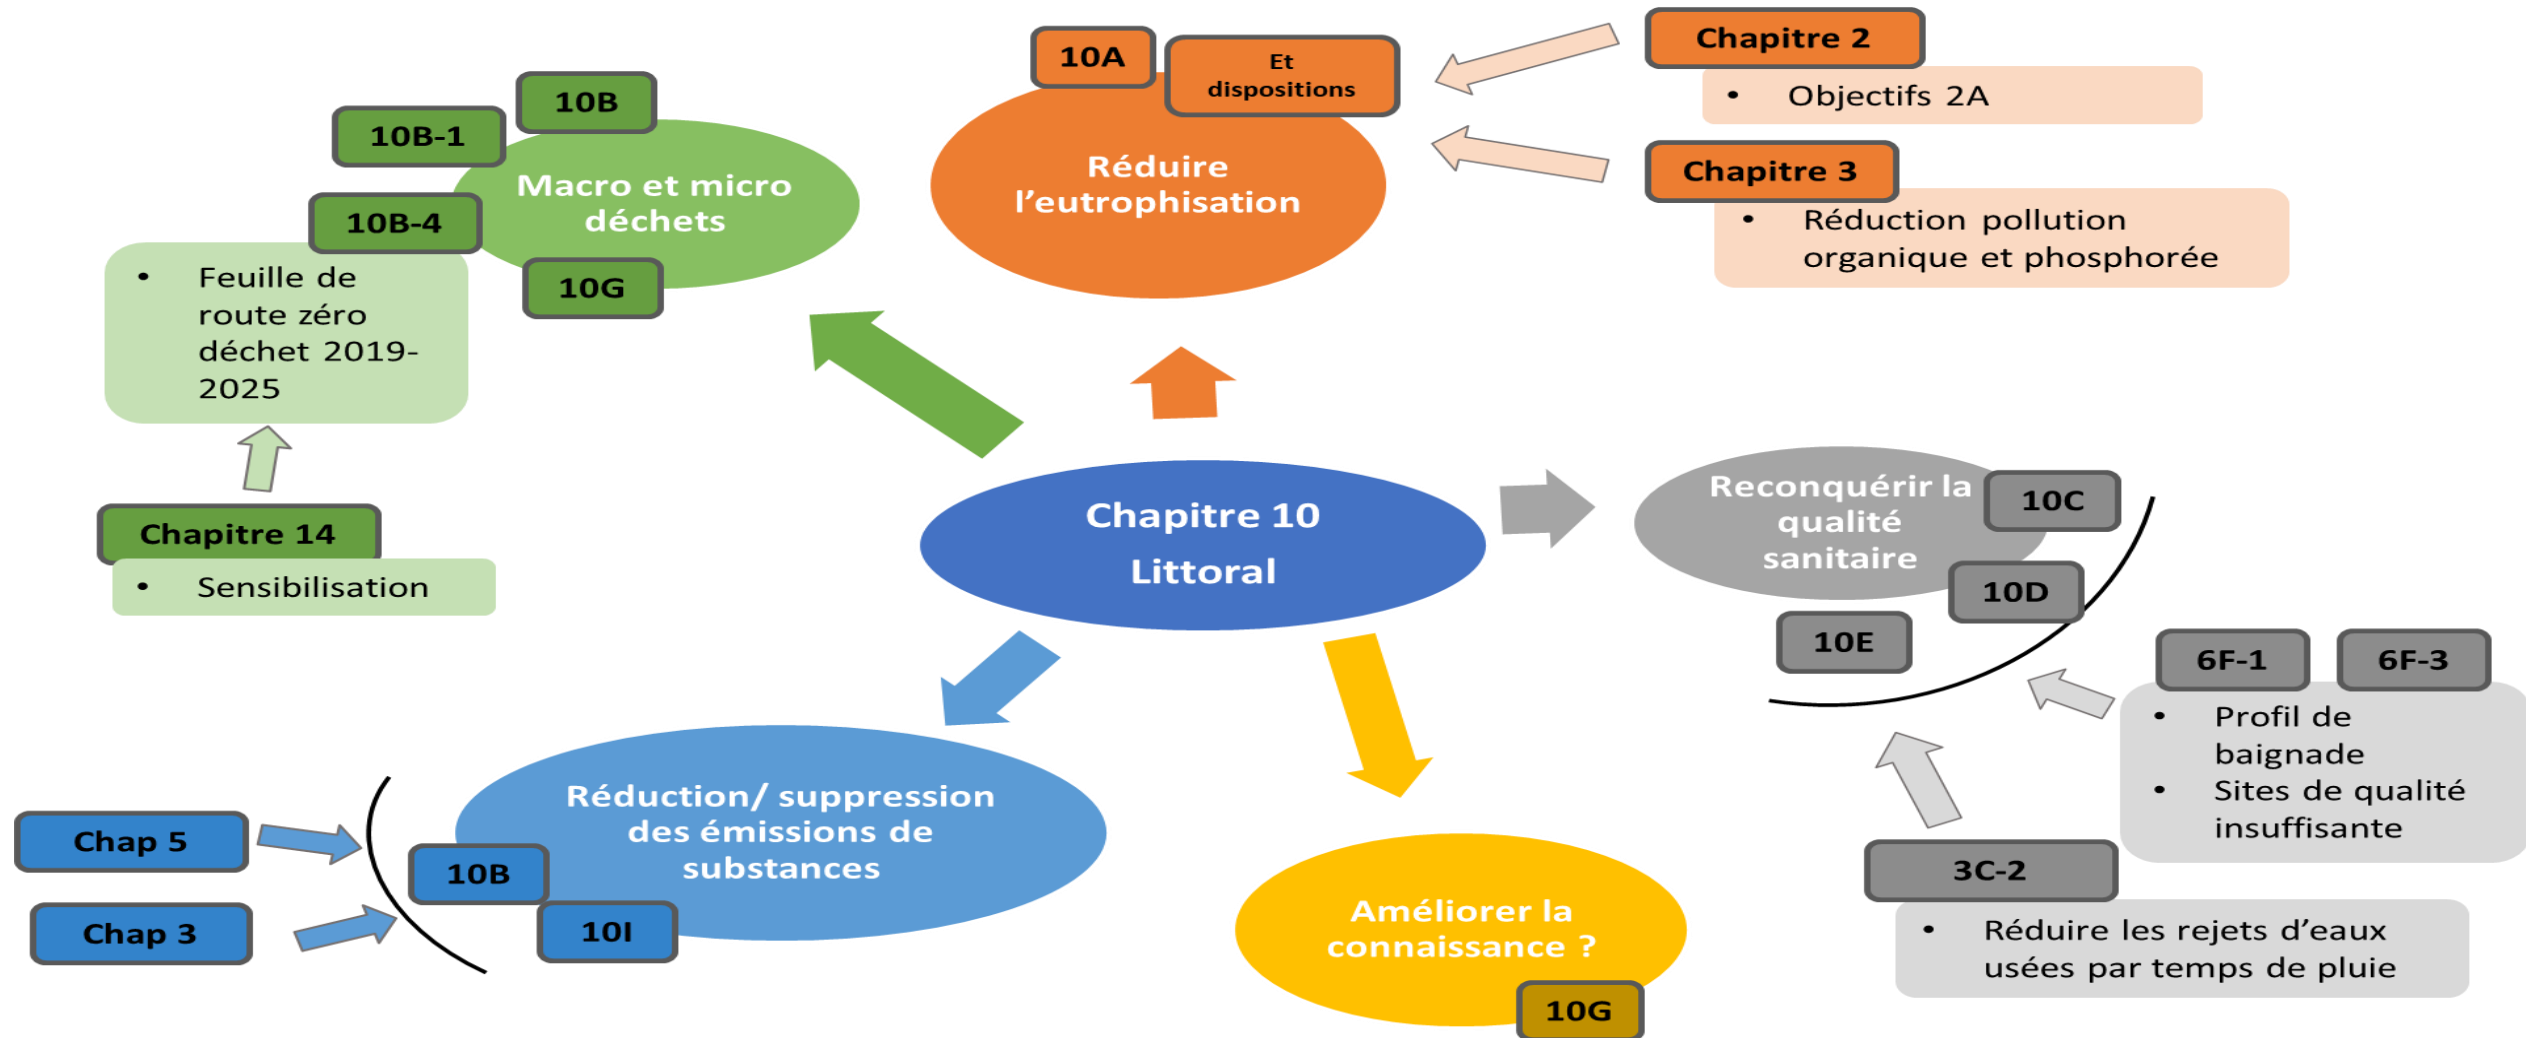 10B
10B-1
Macro et micro
déchets
10B-4
10G
• Feuille de
route zéro
déchet 2019-
2025
Chapitre 14
• Sensibilisation
10A
Et
dispositions
Réduire
l’eutrophisation
Chapitre 2
• Objectifs 2A
Chapitre 3
• Réduction pollution
organique et phosphorée
Chapitre 10
Littoral
Reconquérir la
qualité
sanitaire
10C
10D
10E
6F-1
6F-3
• Profil de
baignade
• Sites de qualité
insuffisante
3C-2
• Réduire les rejets d’eaux
usées par temps de pluie
Réduction/ suppression
des émissions de
substances
Chap 5
Chap 3
10B
10I
Améliorer la
connaissance ?
10G